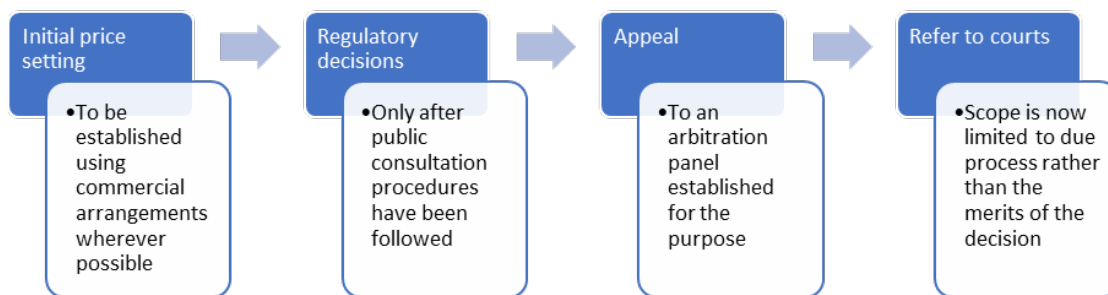 Initial price
setting
•To be
established
using
commercial
arrangements
wherever
possible
Regulatory
decisions
•Only after
public
consultation
procedures
have been
followed
Appeal
•To an
arbitration
panel
established
for the
purpose
Refer to courts
•Scope is now
limited to due
process rather
than the
merits of the
decision